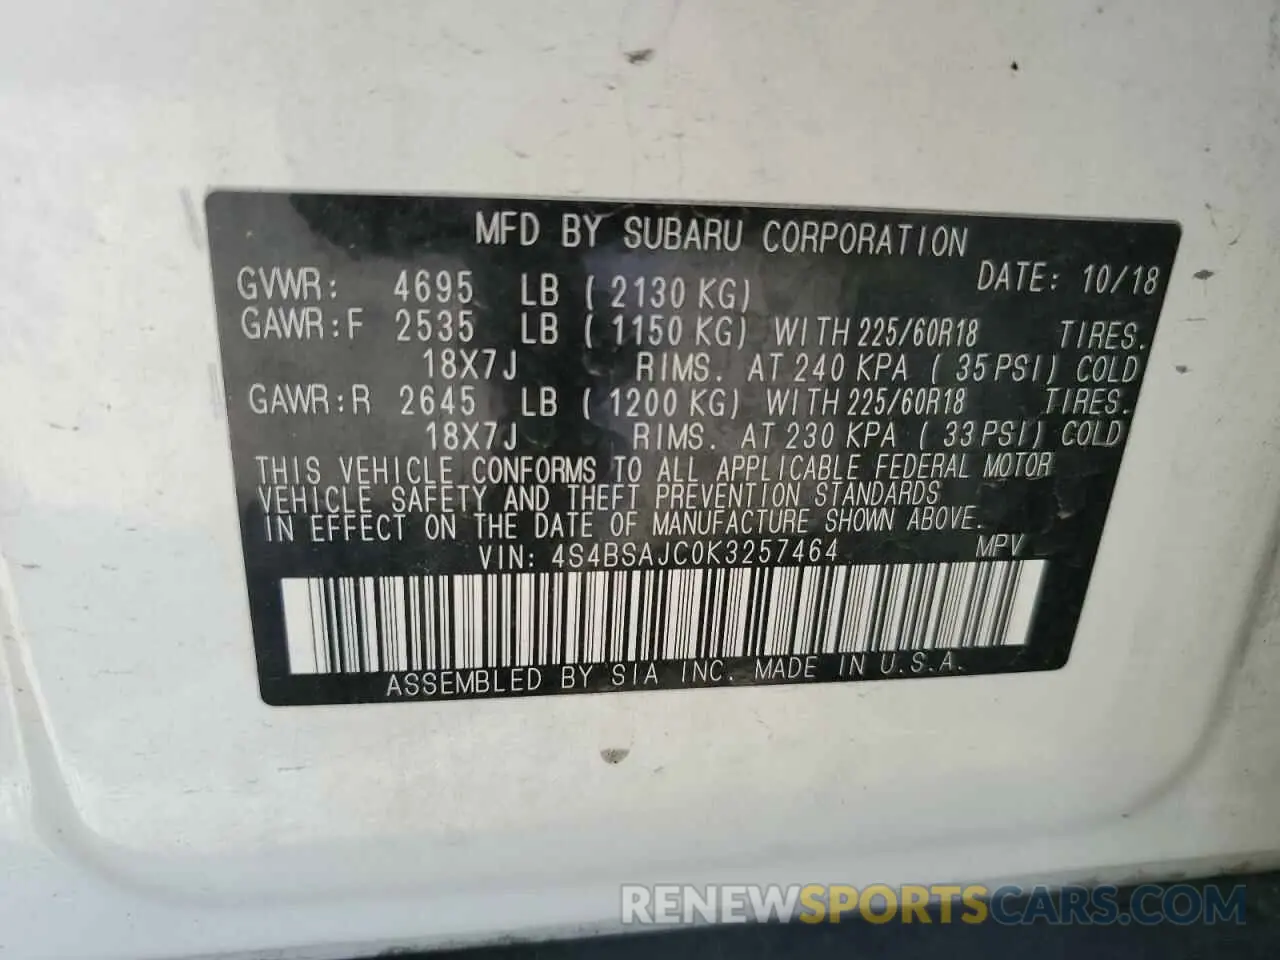 MFD BY SUBARU CORPORATION
DATE: 10/18
GVWR: 4695 LB ( 2130 KG)
GAWR:F 2535 LB ( 1150 KG) WITH 225/60R18 TIRES.
18X7J RIMS. AT 240 KPA ( 35 PSI) COLD
GAWR:R 2645 LB ( 1200 KG) WITH 225/60R18 TIRES.
18X7J RIMS. AT 230 KPA ( 33 PSI) COLD
THIS VEHICLE CONFORMS TO ALL APPLICABLE FEDERAL MOTOR
VEHICLE SAFETY AND THEFT PREVENTION STANDARDS
IN EFFECT ON THE DATE OF MANUFACTURE SHOWN ABOVE.
VIN: 4S4BSAJC0K3257464 MPV
ASSEMBLED BY SIA INC. MADE IN U.S.A.
RENEWSPORTSCARS.COM